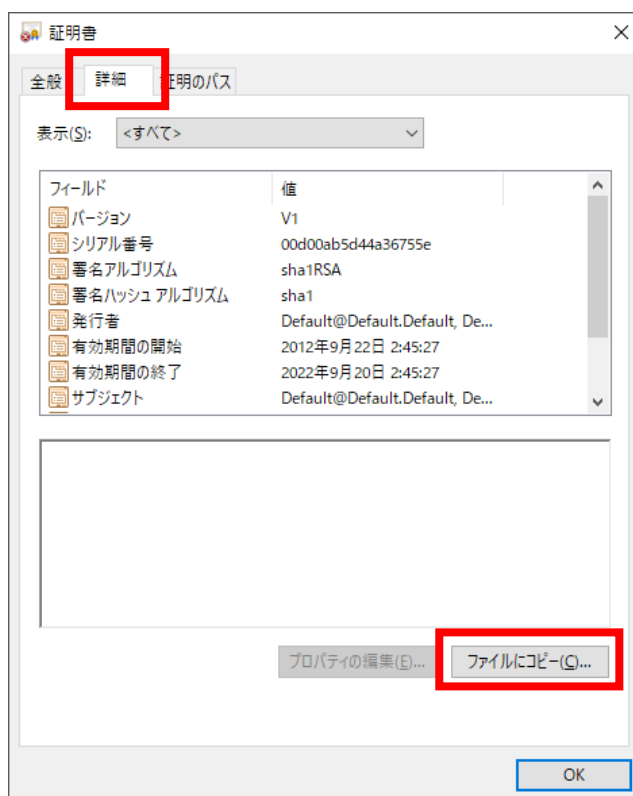 証明書
全般 詳細 証明のパス
表示(S): <すべて>
フィールド 値
バージョン V1
シリアル番号 00d00ab5d44a36755e
署名アルゴリズム sha1RSA
署名ハッシュ アルゴリズム sha1
発行者 Default@Default.Default, De...
有効期間の開始 2012年9月22日 2:45:27
有効期間の終了 2022年9月20日 2:45:27
サブジェクト Default@Default.Default, De...
プロパティの編集(E)... ファイルにコピー(C)...
OK